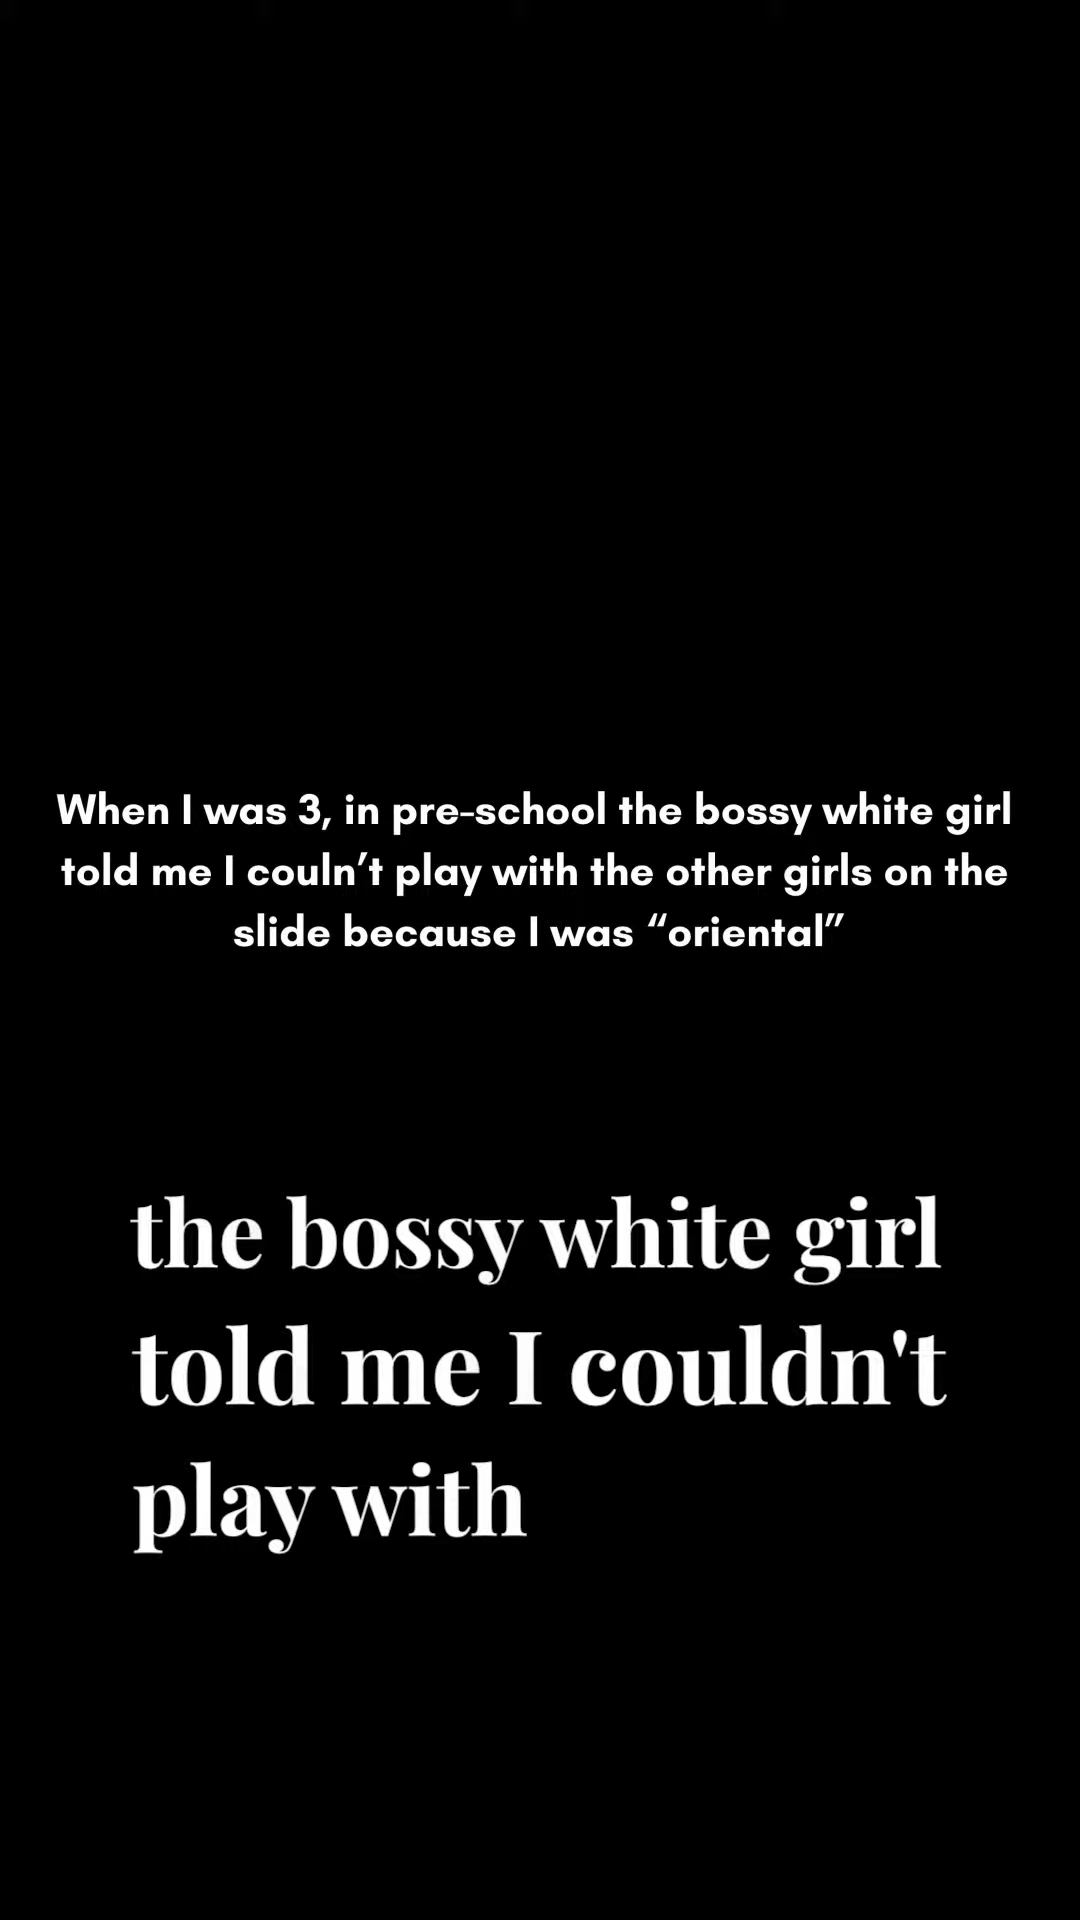 When I was 3, in pre-school the bossy white girl
told me I couln’t play with the other girls on the
slide because I was “oriental”
the bossy white girl
told me I couldn't
play with